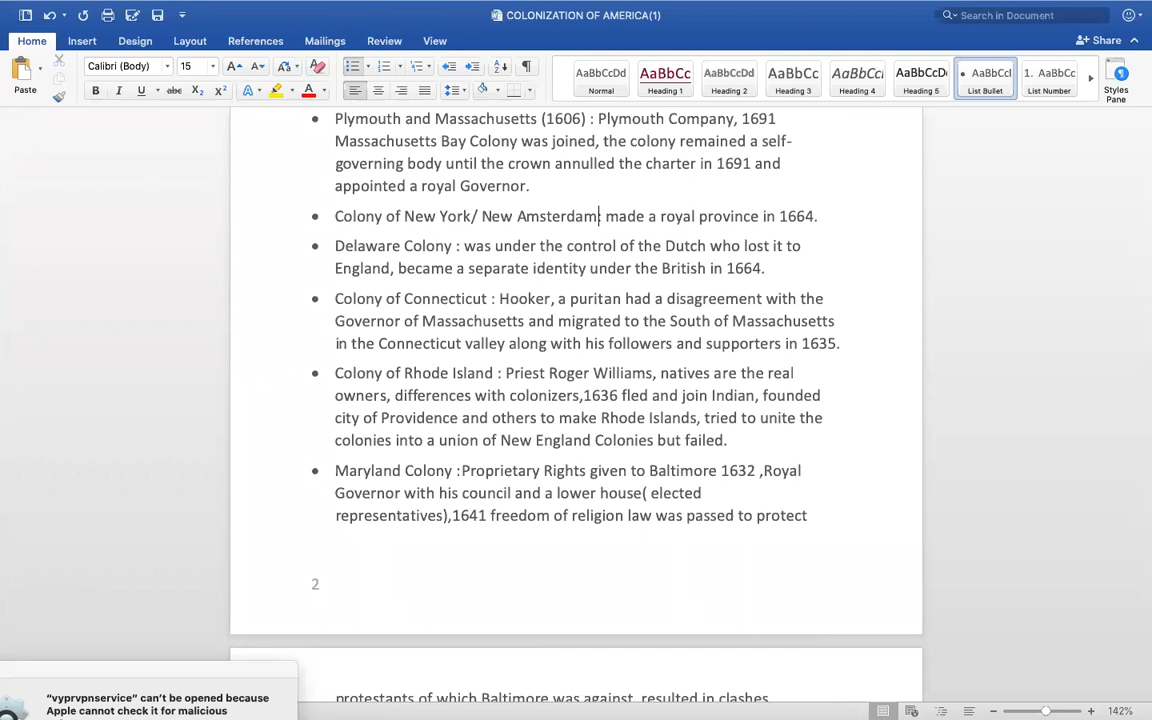 COLONIZATION OF AMERICA(1)
Search in Document
Home Insert Design Layout References Mailings Review View
Share
Paste
Calibri (Body) 15
AaBbCcDd AaBbCc AaBbCcDd AaBbCcI AaBbCcI AaBbCcDc AaBbCcI 1. AaBbCc
Normal Heading 1 Heading 2 Heading 3 Heading 4 Heading 5 List Bullet List Number
Styles
Pane
• Plymouth and Massachusetts (1606) : Plymouth Company, 1691
Massachusetts Bay Colony was joined, the colony remained a self-
governing body until the crown annulled the charter in 1691 and
appointed a royal Governor.
• Colony of New York/ New Amsterdam: made a royal province in 1664.
• Delaware Colony : was under the control of the Dutch who lost it to
England, became a separate identity under the British in 1664.
• Colony of Connecticut : Hooker, a puritan had a disagreement with the
Governor of Massachusetts and migrated to the South of Massachusetts
in the Connecticut valley along with his followers and supporters in 1635.
• Colony of Rhode Island : Priest Roger Williams, natives are the real
owners, differences with colonizers,1636 fled and join Indian, founded
city of Providence and others to make Rhode Islands, tried to unite the
colonies into a union of New England Colonies but failed.
• Maryland Colony :Proprietary Rights given to Baltimore 1632 ,Royal
Governor with his council and a lower house( elected
representatives),1641 freedom of religion law was passed to protect
2
protestants of which Baltimore was against, resulted in clashes
"vyprvpnservice" can't be opened because
Apple cannot check it for malicious
142%